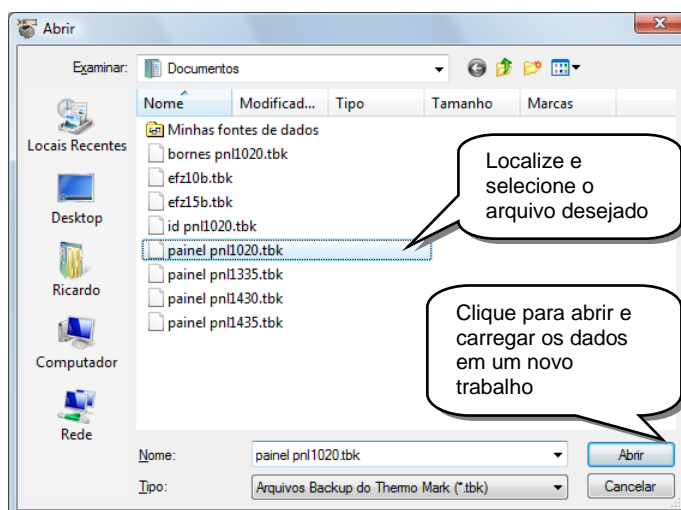 Abrir
Examinar: Documentos
Nome Modificad... Tipo Tamanho Marcas
Minhas fontes de dados
bornes pnl1020.tbk
efz10b.tbk
efz15b.tbk
id pnl1020.tbk
painel pnl1020.tbk
painel pnl1335.tbk
painel pnl1430.tbk
painel pnl1435.tbk
Locais Recentes
Desktop
Ricardo
Computador
Rede
Localize e
selecione o
arquivo desejado
Clique para abrir e
carregar os dados
em um novo
trabalho
Nome: painel pnl1020.tbk Abrir
Tipo: Arquivos Backup do Thermo Mark (*.tbk) Cancelar